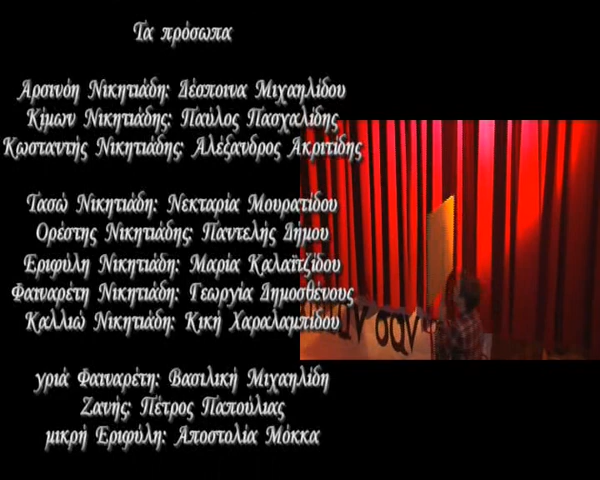 Τα πρόσωπα
Αρσινόη Νικητιάδη: Δέσποινα Μιχαηλίδου
Κίμων Νικητιάδης: Παύλος Πασχαλίδης
Κωσταντής Νικητιάδης: Αλέξανδρος Ακριτίδης
Τασώ Νικητιάδη: Νεκταρία Μουρατίδου
Ορέστης Νικητιάδης: Παντελής Δήμου
Εριφύλη Νικητιάδη: Μαρία Καλαϊτζίδου
Φαιναρέτη Νικητιάδη: Γεωργία Δημοσθένους
Καλλιώ Νικητιάδη: Κική Χαραλαμπίδου
γριά Φαιναρέτη: Βασιλική Μιχαηλίδη
Ζανής: Πέτρος Παπούλιας
μικρή Εριφύλη: Αποστολία Μόκκα
σαν